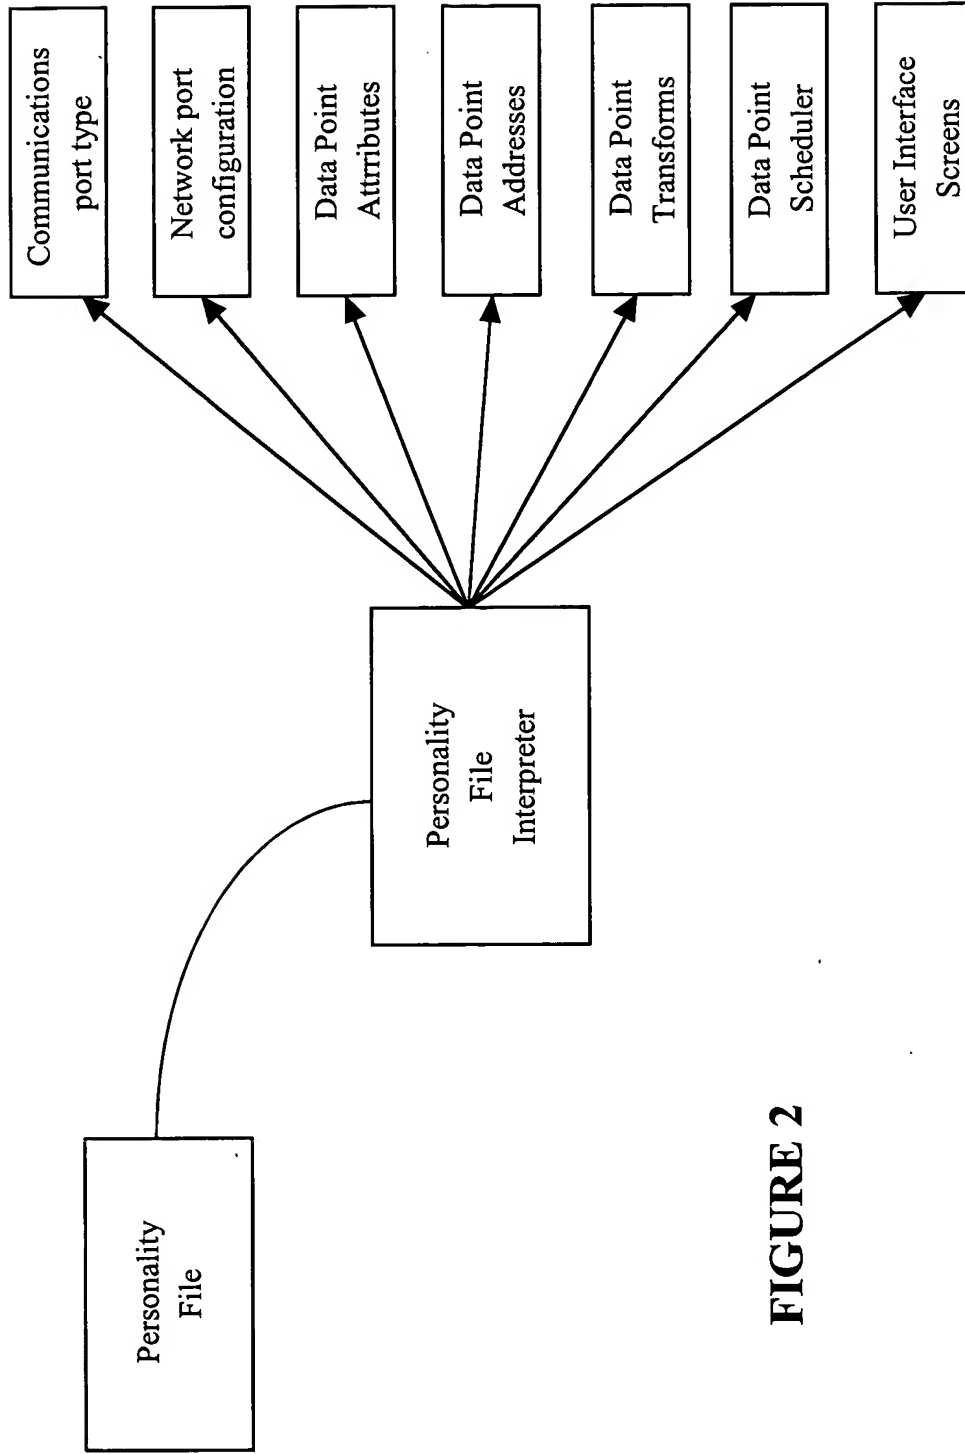 Personality
File
Personality
File
Interpreter
Communications
port type
Network port
configuration
Data Point
Attrributes
Data Point
Addresses
Data Point
Transforms
Data Point
Scheduler
User Interface
Screens
FIGURE 2